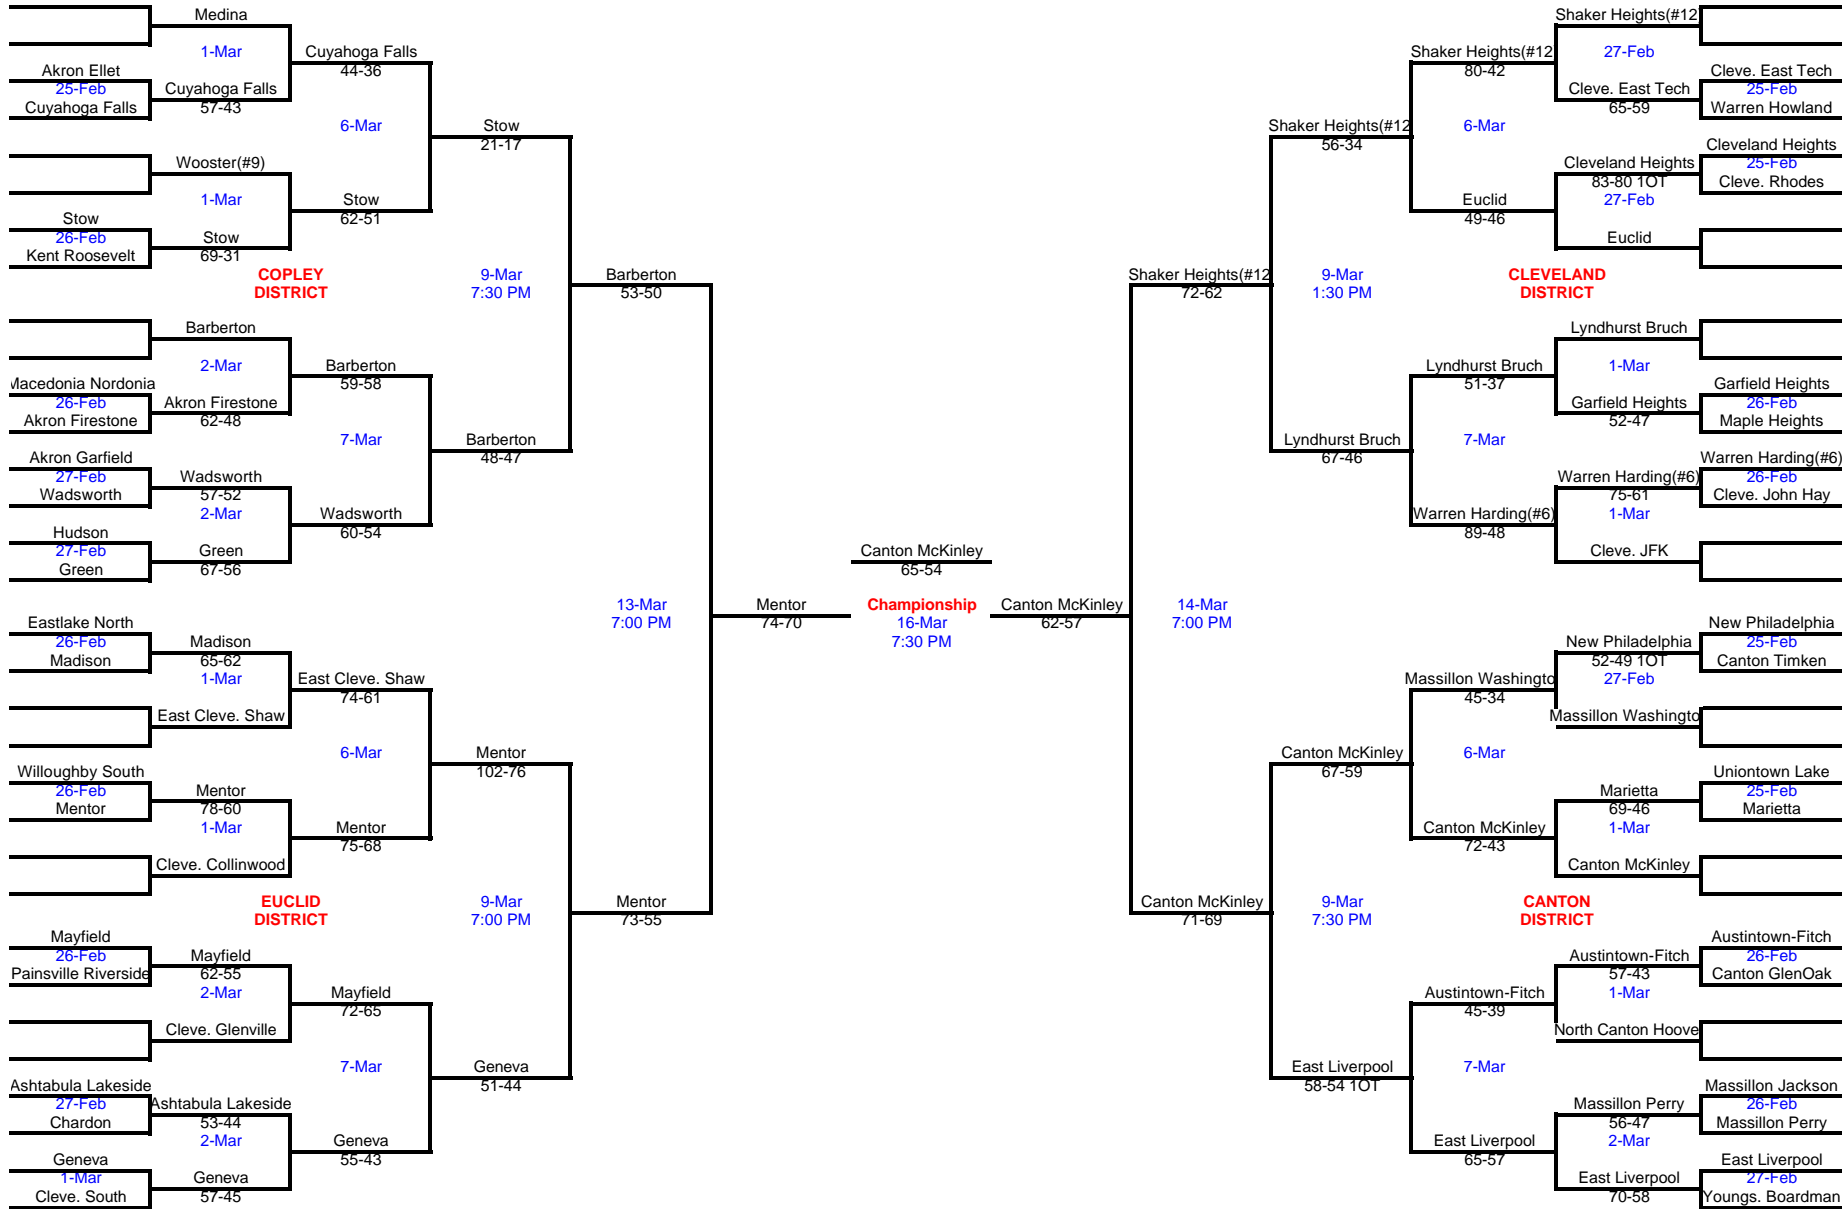 Medina
1-Mar
Akron Ellet
25-Feb
Cuyahoga Falls
Cuyahoga Falls
57-43
Cuyahoga Falls
44-36
6-Mar
Wooster(#9)
1-Mar
Stow
26-Feb
Kent Roosevelt
Stow
69-31
Stow
62-51
Stow
21-17
COPLEY
DISTRICT
9-Mar
7:30 PM
Barberton
53-50
Barberton
2-Mar
Macedonia Nordonia
26-Feb
Akron Firestone
Akron Firestone
62-48
Barberton
59-58
7-Mar
Barberton
48-47
Akron Garfield
27-Feb
Wadsworth
Wadsworth
57-52
2-Mar
Hudson
27-Feb
Green
Green
67-56
Wadsworth
60-54
13-Mar
7:00 PM
Mentor
74-70
Eastlake North
26-Feb
Madison
Madison
65-62
1-Mar
East Cleve. Shaw
East Cleve. Shaw
74-61
6-Mar
Willoughby South
26-Feb
Mentor
Mentor
78-60
1-Mar
Cleve. Collinwood
Mentor
75-68
Mentor
102-76
EUCLID
DISTRICT
9-Mar
7:00 PM
Mentor
73-55
Mayfield
26-Feb
Painsville Riverside
Mayfield
62-55
2-Mar
Cleve. Glenville
Mayfield
72-65
7-Mar
Geneva
51-44
Ashtabula Lakeside
27-Feb
Chardon
Ashtabula Lakeside
53-44
2-Mar
Geneva
1-Mar
Cleve. South
Geneva
57-45
Geneva
55-43
Canton McKinley
65-54
Championship
16-Mar
7:30 PM
Canton McKinley
62-57
14-Mar
7:00 PM
Shaker Heights(#12
27-Feb
Cleve. East Tech
25-Feb
Warren Howland
Cleve. East Tech
65-59
Shaker Heights(#12
80-42
6-Mar
Shaker Heights(#12
56-34
Cleveland Heights
25-Feb
Cleve. Rhodes
Cleveland Heights
83-80 1OT
27-Feb
Euclid
Euclid
49-46
Shaker Heights(#12
72-62
9-Mar
1:30 PM
CLEVELAND
DISTRICT
Lyndhurst Bruch
1-Mar
Garfield Heights
26-Feb
Maple Heights
Garfield Heights
52-47
Lyndhurst Bruch
51-37
7-Mar
Lyndhurst Bruch
67-46
Warren Harding(#6)
26-Feb
Cleve. John Hay
Warren Harding(#6)
75-61
1-Mar
Cleve. JFK
Warren Harding(#6)
89-48
New Philadelphia
25-Feb
Canton Timken
New Philadelphia
52-49 1OT
27-Feb
Massillon Washingto
Massillon Washingto
45-34
6-Mar
Canton McKinley
67-59
Uniontown Lake
25-Feb
Marietta
Marietta
69-46
1-Mar
Canton McKinley
Canton McKinley
72-43
Canton McKinley
71-69
9-Mar
7:30 PM
CANTON
DISTRICT
Austintown-Fitch
26-Feb
Canton GlenOak
Austintown-Fitch
57-43
1-Mar
North Canton Hoove
Austintown-Fitch
45-39
7-Mar
East Liverpool
58-54 1OT
Massillon Jackson
26-Feb
Massillon Perry
Massillon Perry
56-47
2-Mar
East Liverpool
27-Feb
Youngs. Boardman
East Liverpool
70-58
East Liverpool
65-57